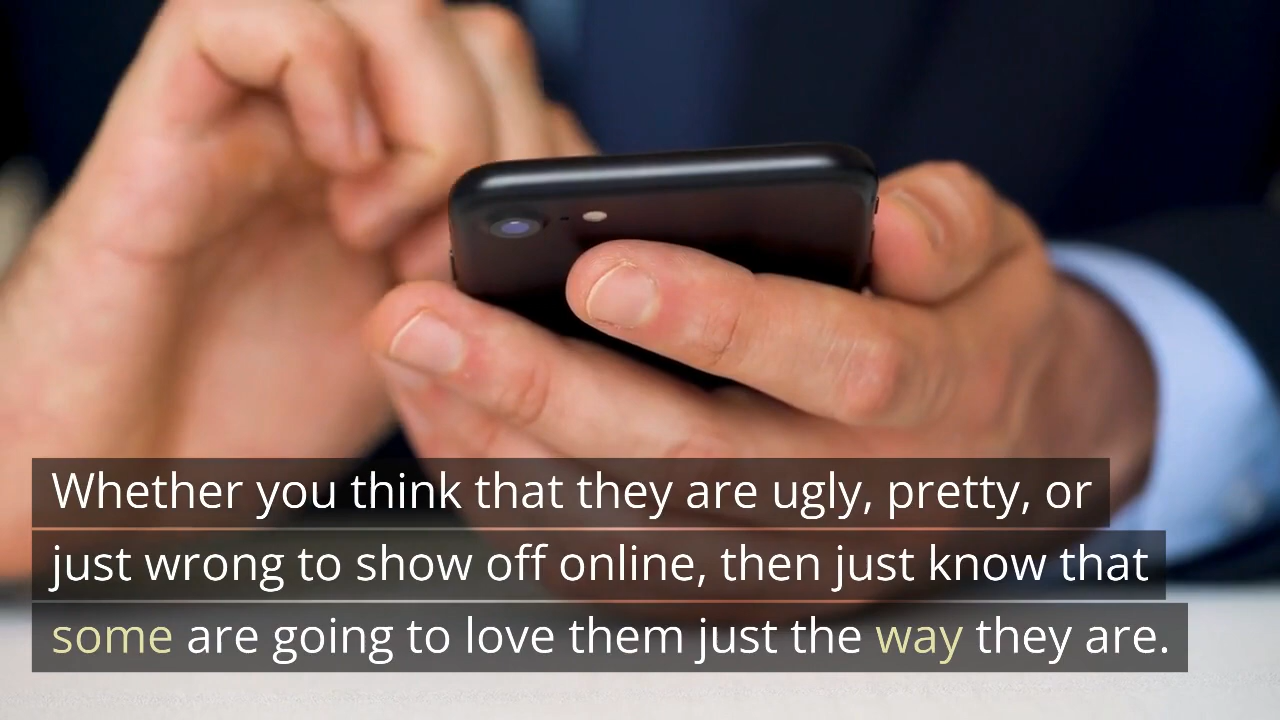 Whether you think that they are ugly, pretty, or
just wrong to show off online, then just know that
some are going to love them just the way they are.